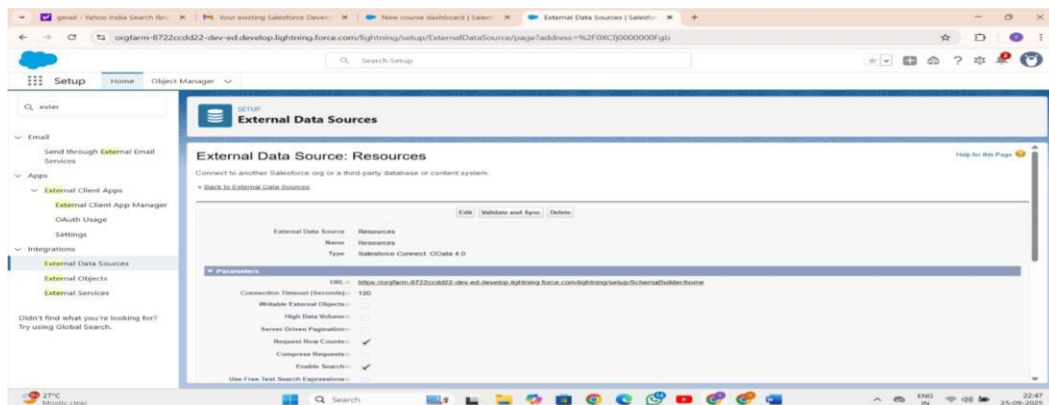 gmail - Yahoo India Search Res
Your existing Salesforce Develo
New course dashboard | Salesf
External Data Sources | Salesfor
orgfarm-6722ccdd22-dev-ed.develop.lightning.force.com/lightning/setup/ExternalDataSource/page?address=%2F0XCIJ0000000Fgb
Search Setup
Setup
Home
Object Manager
exter
Email
Send through External Email
Services
Apps
External Client Apps
External Client App Manager
OAuth Usage
Settings
Integrations
External Data Sources
External Objects
External Services
Didn't find what you're looking for?
Try using Global Search.
SETUP
External Data Sources
External Data Source: Resources
Help for this Page
Connect to another Salesforce org or a third-party database or content system.
« Back to External Data Sources
Edit Validate and Sync Delete
External Data Source Resources
Name Resources
Type Salesforce Connect: OData 4.0
Parameters
URL https://orgfarm-6722ccdd22-dev-ed.develop.lightning.force.com/lightning/setup/SchemaBuilder/home
Connection Timeout (Seconds) 120
Writable External Objects
High Data Volume
Server Driven Pagination
Request Row Counts
Compress Requests
Enable Search
Use Free-Text Search Expressions
27°C
Mostly clear
Search
ENG
IN
22:47
25-09-2025